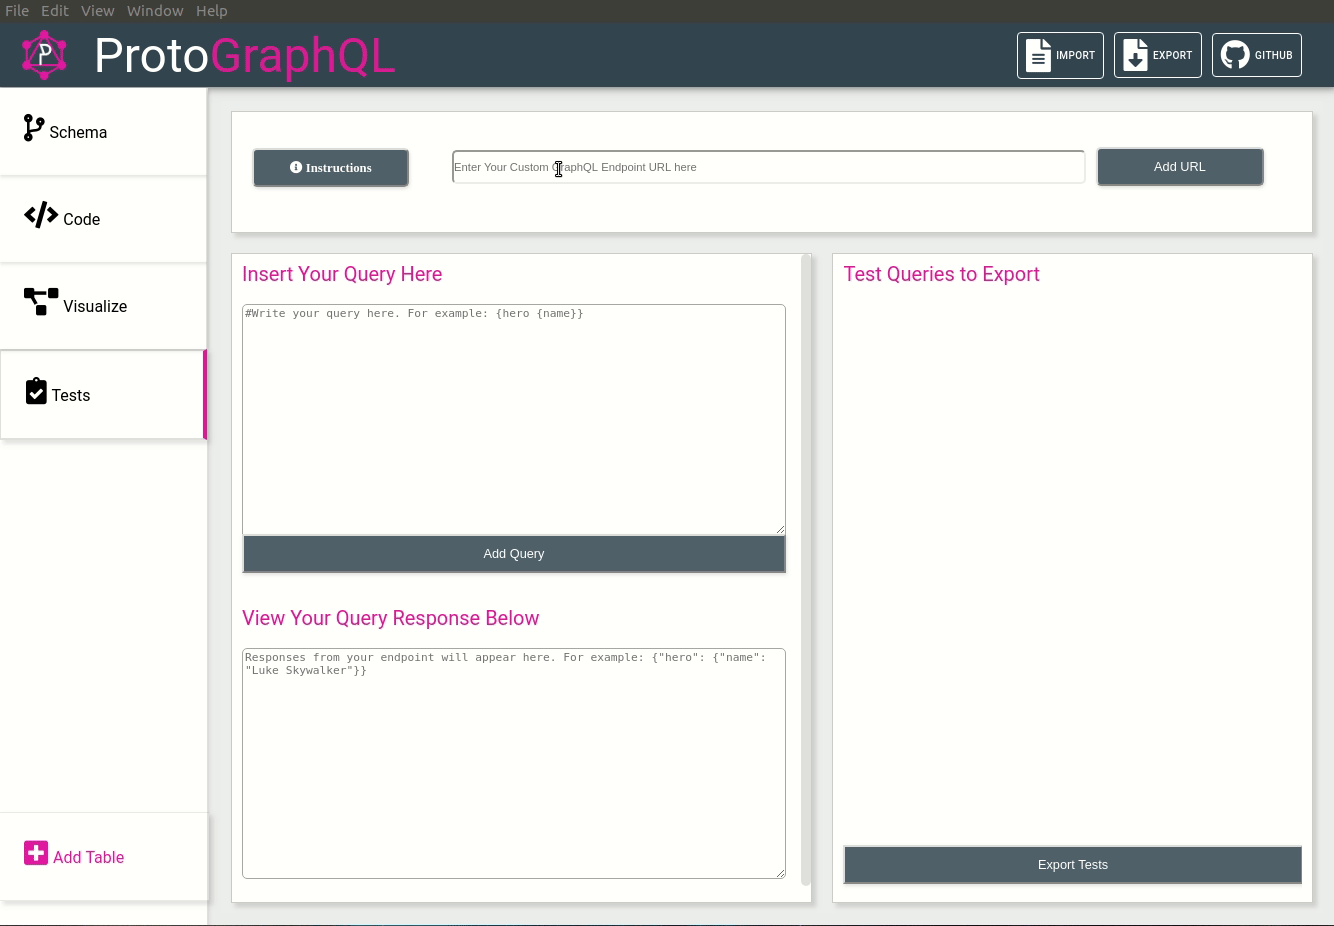 File Edit View Window Help
P
ProtoGraphQL
IMPORT
EXPORT
GITHUB
Schema
Code
Visualize
Tests
Add Table
Instructions
Enter Your Custom GraphQL Endpoint URL here
Add URL
Insert Your Query Here
#Write your query here. For example: {hero {name}}
Add Query
View Your Query Response Below
Responses from your endpoint will appear here. For example: {"hero": {"name":
"Luke Skywalker"}}
Test Queries to Export
Export Tests